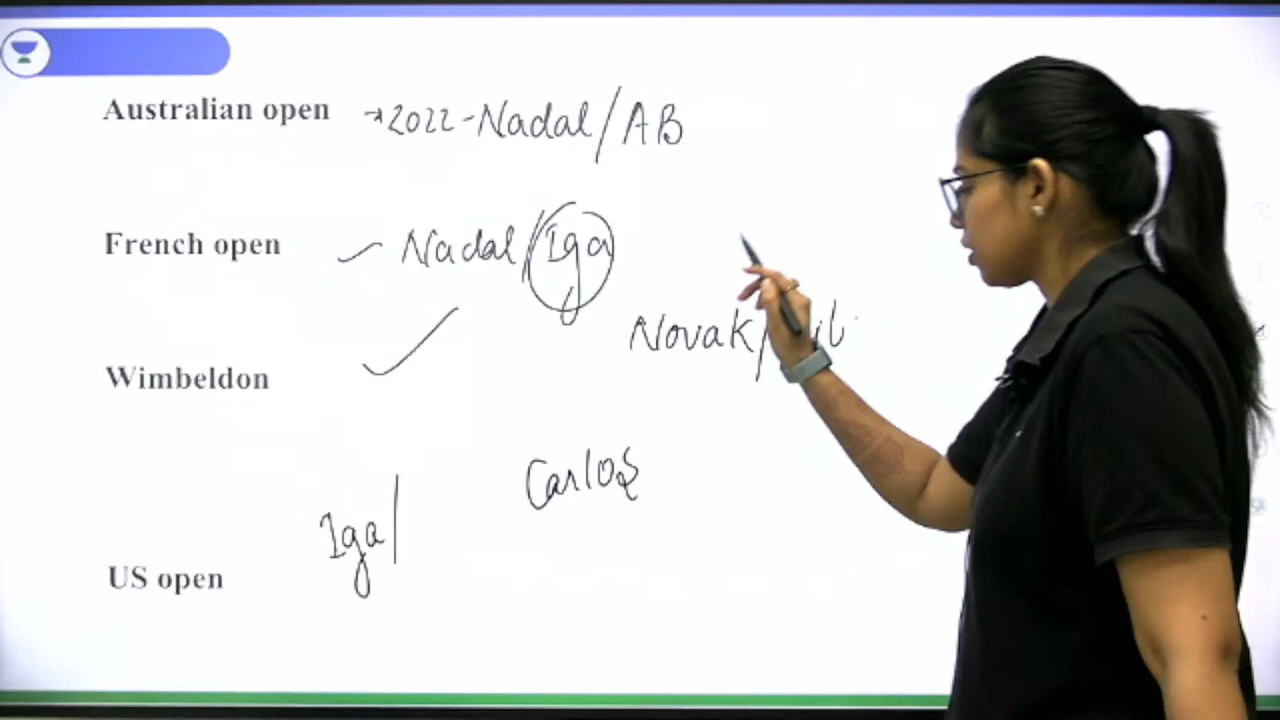 Australian open →2022-Nadal/AB
French open Nadal/Iga
Novak/
Wimbeldon
Carlos
Iga/
US open